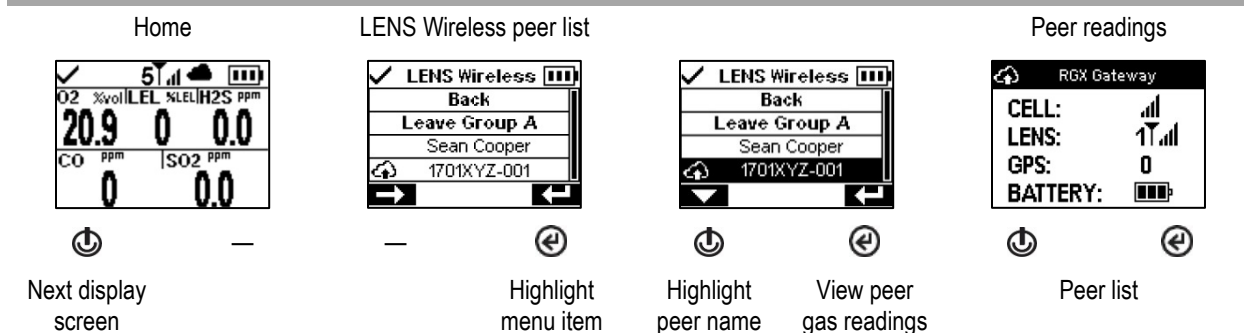 Home
LENS Wireless peer list
Peer readings
5
O2 %vol LEL %LEL H2S ppm
20.9 0 0.0
CO ppm SO2 ppm
0 0.0
LENS Wireless
Back
Leave Group A
Sean Cooper
1701XYZ-001
LENS Wireless
Back
Leave Group A
Sean Cooper
1701XYZ-001
RGX Gateway
CELL:
LENS: 1
GPS: 0
BATTERY:
— —
Next display
screen
Highlight
menu item
Highlight
peer name
View peer
gas readings
Peer list